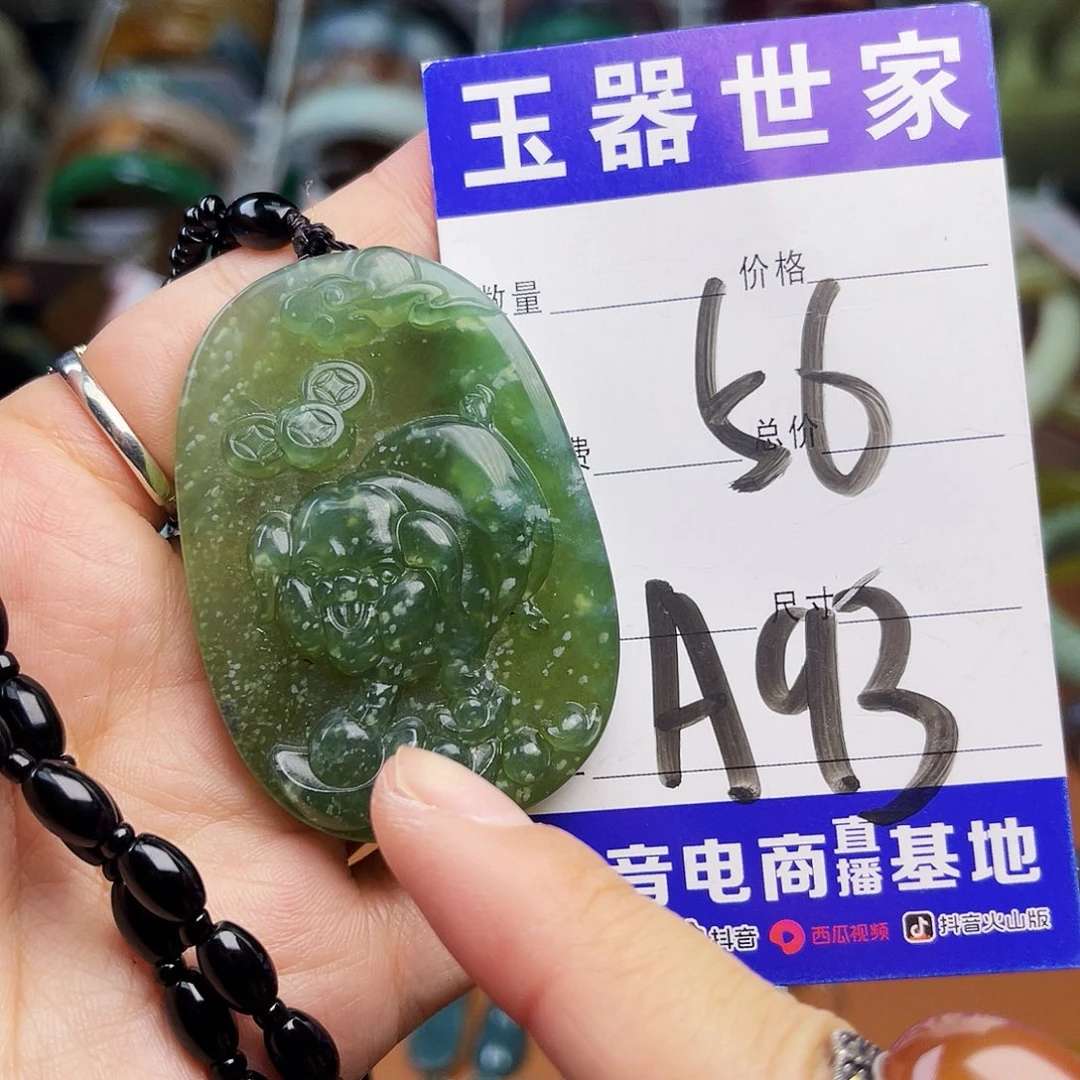 玉器世家
数量 价格
56
费 总价
尺寸
A93
音电商直播基地
抖音 西瓜视频 抖音火山版